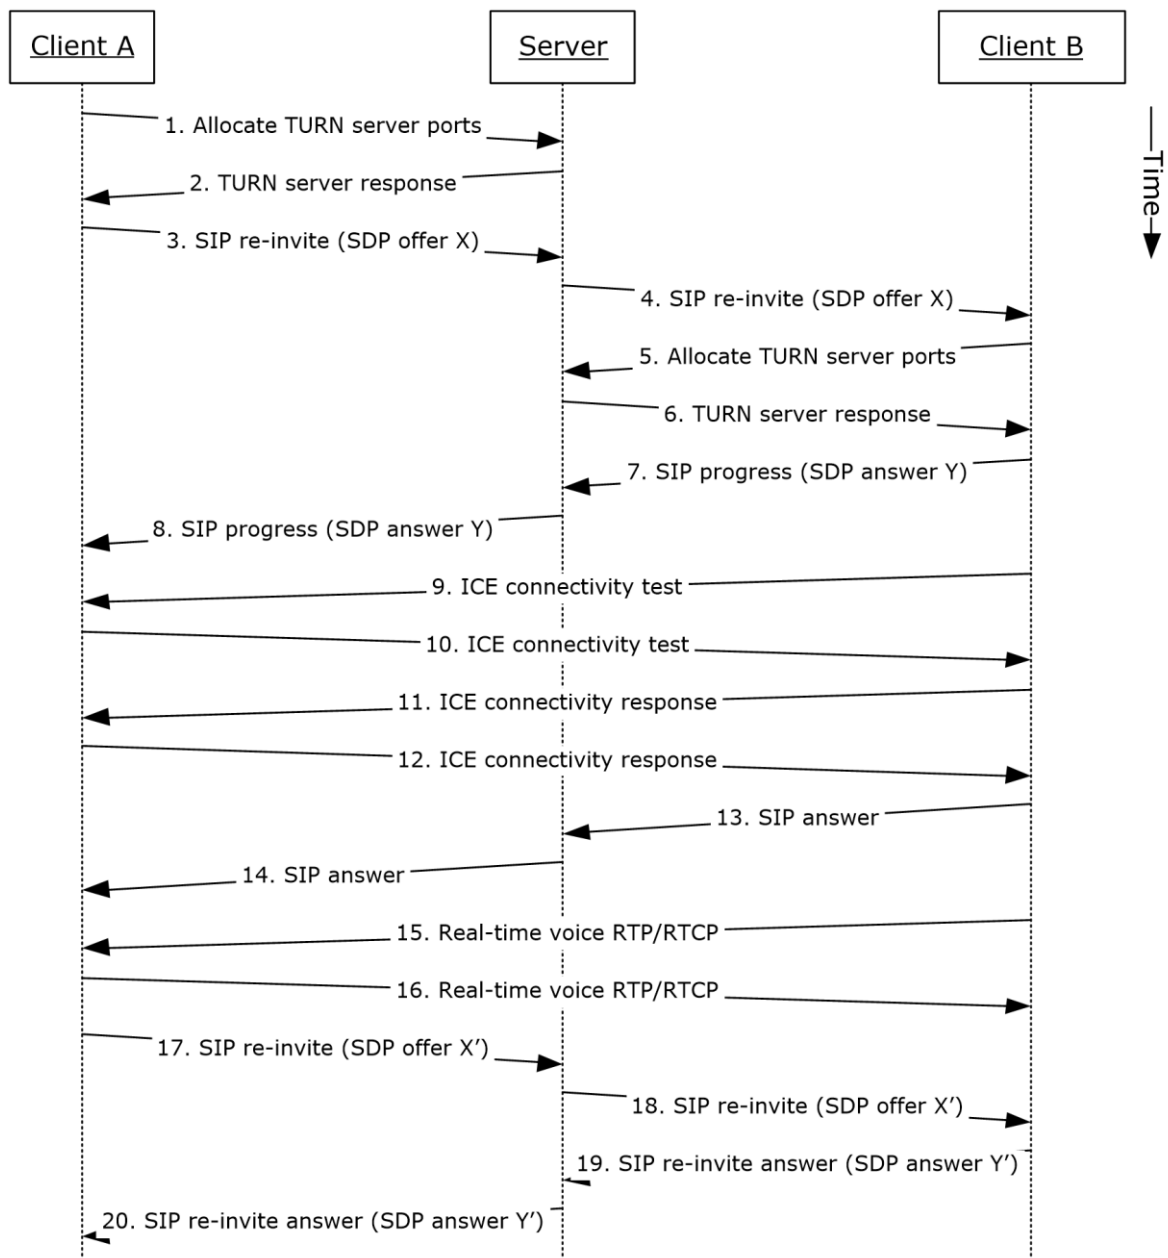 Client A
Server
Client B
Time
1. Allocate TURN server ports
2. TURN server response
3. SIP re-invite (SDP offer X)
4. SIP re-invite (SDP offer X)
5. Allocate TURN server ports
6. TURN server response
7. SIP progress (SDP answer Y)
8. SIP progress (SDP answer Y)
9. ICE connectivity test
10. ICE connectivity test
11. ICE connectivity response
12. ICE connectivity response
13. SIP answer
14. SIP answer
15. Real-time voice RTP/RTCP
16. Real-time voice RTP/RTCP
17. SIP re-invite (SDP offer X’)
18. SIP re-invite (SDP offer X’)
19. SIP re-invite answer (SDP answer Y’)
20. SIP re-invite answer (SDP answer Y’)